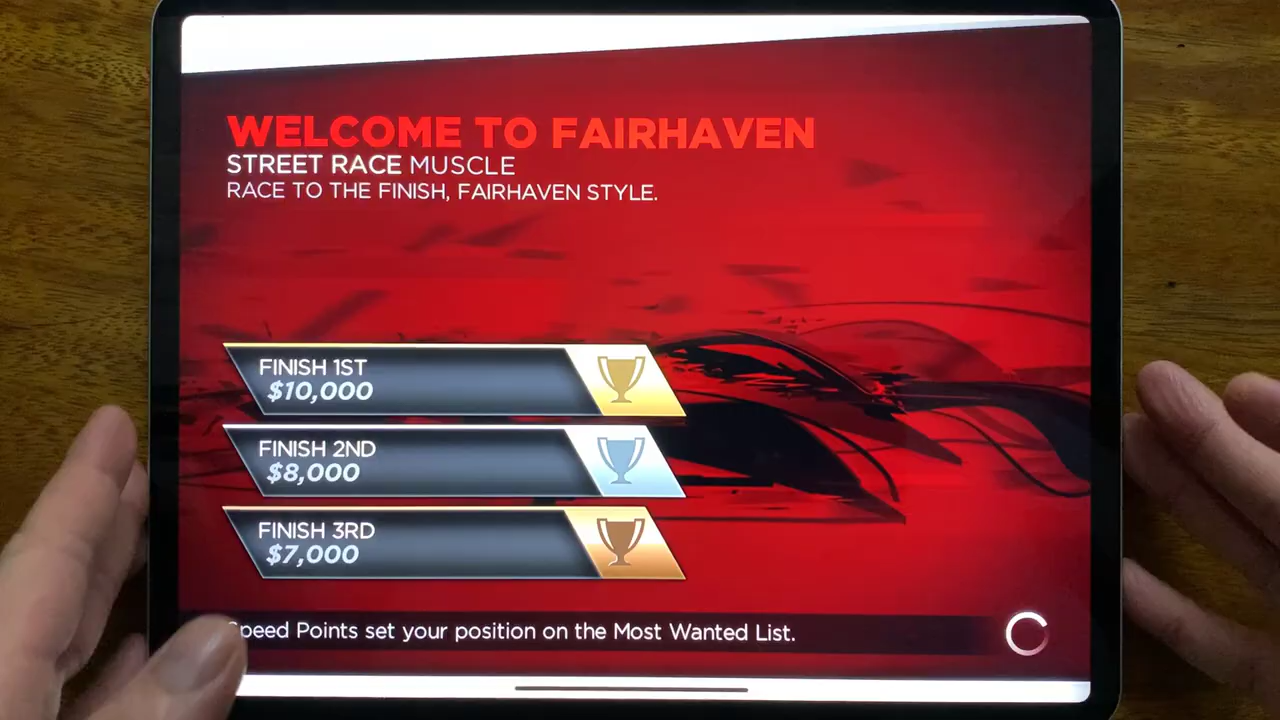 WELCOME TO FAIRHAVEN
STREET RACE MUSCLE
RACE TO THE FINISH, FAIRHAVEN STYLE.
FINISH 1ST
$10,000
FINISH 2ND
$8,000
FINISH 3RD
$7,000
Speed Points set your position on the Most Wanted List.